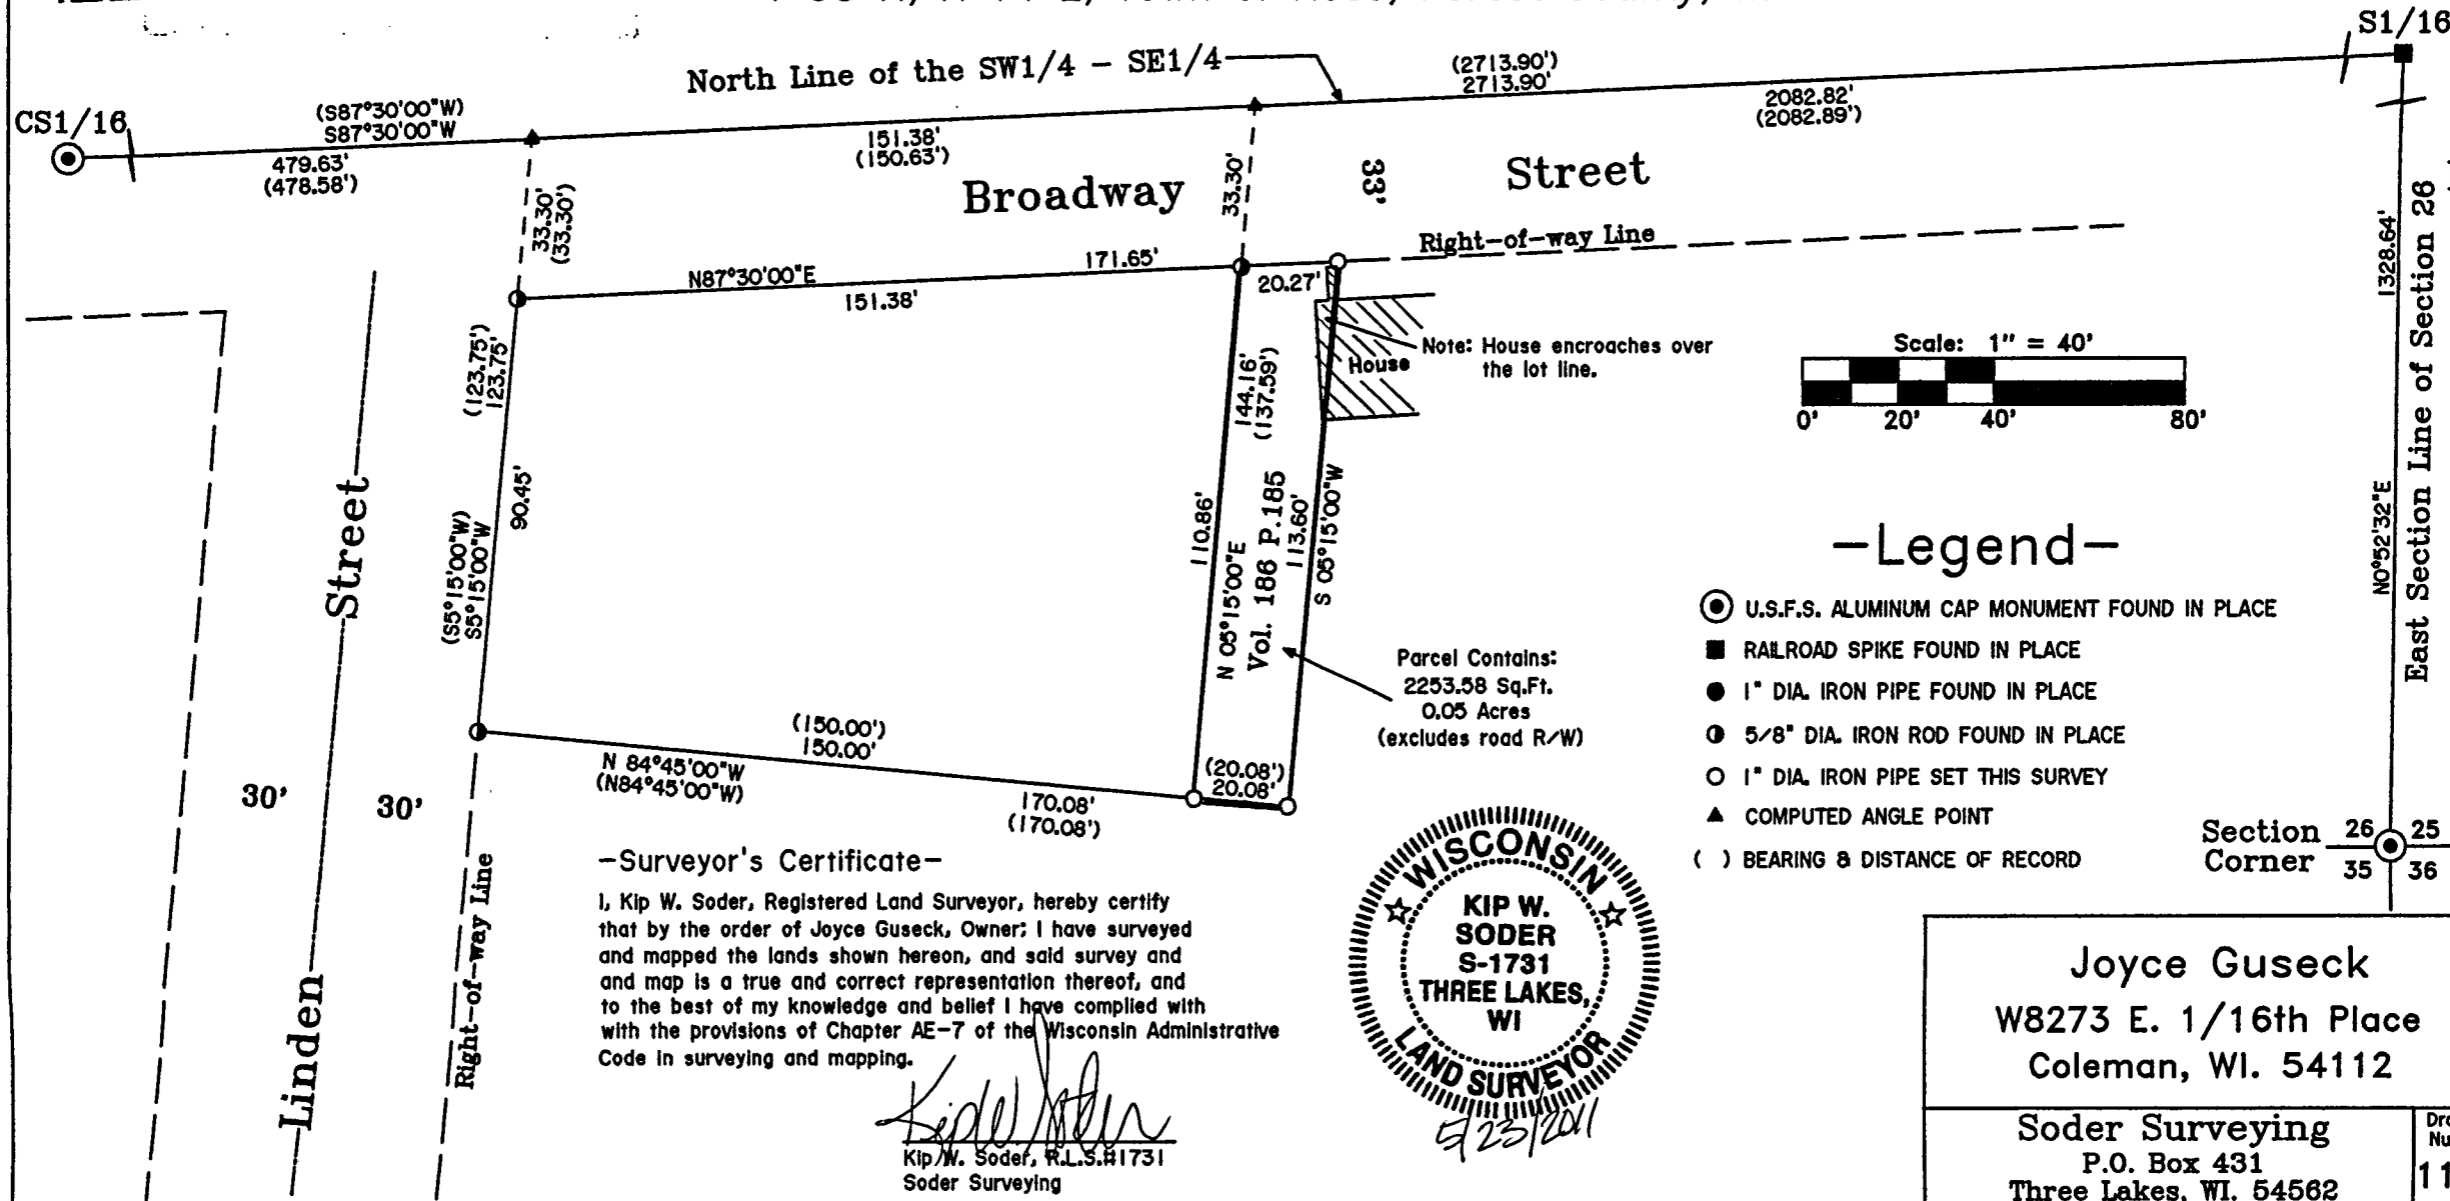 S1/16
North Line of the SW1/4 - SE1/4
(2713.90')
2713.90'
2082.82'
(2082.89')
CS1/16
(S87°30'00"W)
S87°30'00"W
479.63'
(478.58')
151.38'
(150.63')
33.30'
(33.30')
Broadway
33.30'
33'
Street
Right-of-way Line
N87°30'00"E
171.65'
151.38'
20.27'
Note: House encroaches over
the lot line.
House
Scale: 1" = 40'
0' 20' 40' 80'
1328.64'
East Section Line of Section 26
N0°52'32"E
(123.75')
123.75'
90.45'
(S5°15'00"W)
S5°15'00"W
144.16'
(137.59')
110.86'
N 05°15'00"E
Vol. 186 P.185
113.60'
S 05°15'00"W
Parcel Contains:
2253.58 Sq.Ft.
0.05 Acres
(excludes road R/W)
(150.00')
150.00'
N 84°45'00"W
(N84°45'00"W)
170.08'
(170.08')
(20.08')
20.08'
Street
Linden
30'
30'
Right-of-way Line
-Legend-
U.S.F.S. ALUMINUM CAP MONUMENT FOUND IN PLACE
RAILROAD SPIKE FOUND IN PLACE
1" DIA. IRON PIPE FOUND IN PLACE
5/8" DIA. IRON ROD FOUND IN PLACE
1" DIA. IRON PIPE SET THIS SURVEY
COMPUTED ANGLE POINT
( ) BEARING & DISTANCE OF RECORD
Section
Corner
26 25
35 36
-Surveyor's Certificate-
I, Kip W. Soder, Registered Land Surveyor, hereby certify
that by the order of Joyce Guseck, Owner; I have surveyed
and mapped the lands shown hereon, and said survey and
and map is a true and correct representation thereof, and
to the best of my knowledge and belief I have complied with
with the provisions of Chapter AE-7 of the Wisconsin Administrative
Code in surveying and mapping.
Kip W. Soder
Kip W. Soder, R.L.S.#1731
Soder Surveying
WISCONSIN
KIP W.
SODER
S-1731
THREE LAKES,
WI
LAND SURVEYOR
5/23/2011
Joyce Guseck
W8273 E. 1/16th Place
Coleman, WI. 54112
Soder Surveying
P.O. Box 431
Three Lakes, WI. 54562